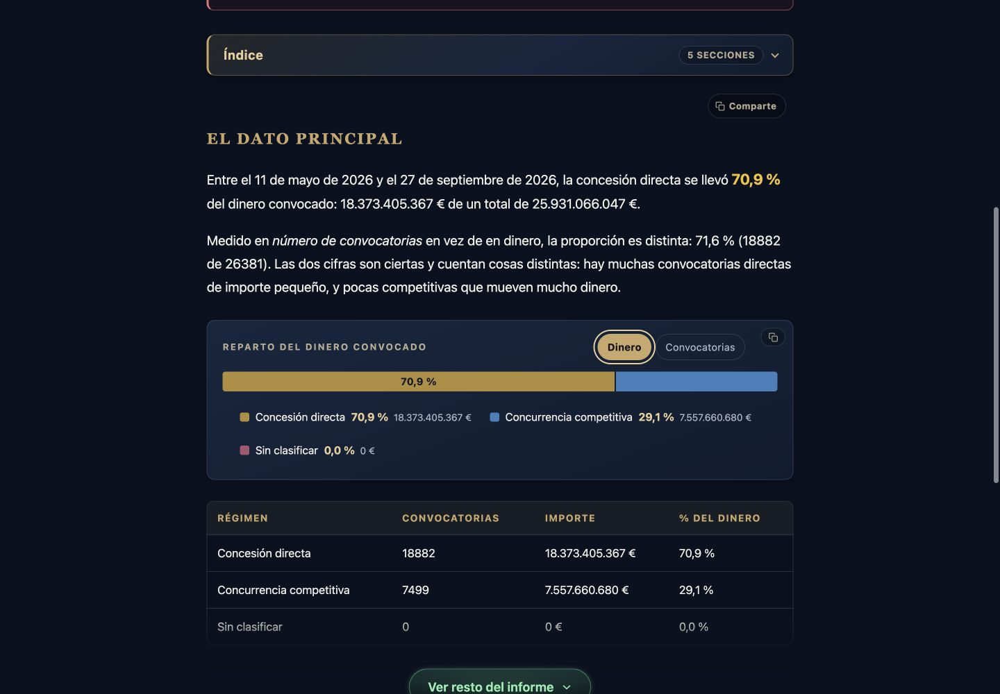 Índice
5 SECCIONES
Comparte
EL DATO PRINCIPAL
Entre el 11 de mayo de 2026 y el 27 de septiembre de 2026, la concesión directa se llevó 70,9 %
del dinero convocado: 18.373.405.367 € de un total de 25.931.066.047 €.
Medido en número de convocatorias en vez de en dinero, la proporción es distinta: 71,6 % (18882
de 26381). Las dos cifras son ciertas y cuentan cosas distintas: hay muchas convocatorias directas
de importe pequeño, y pocas competitivas que mueven mucho dinero.
REPARTO DEL DINERO CONVOCADO
Dinero
Convocatorias
70,9 %
Concesión directa 70,9 % 18.373.405.367 €
Concurrencia competitiva 29,1 % 7.557.660.680 €
Sin clasificar 0,0 % 0 €
RÉGIMEN CONVOCATORIAS IMPORTE % DEL DINERO
Concesión directa 18882 18.373.405.367 € 70,9 %
Concurrencia competitiva 7499 7.557.660.680 € 29,1 %
Sin clasificar 0 0 € 0,0 %
Ver resto del informe